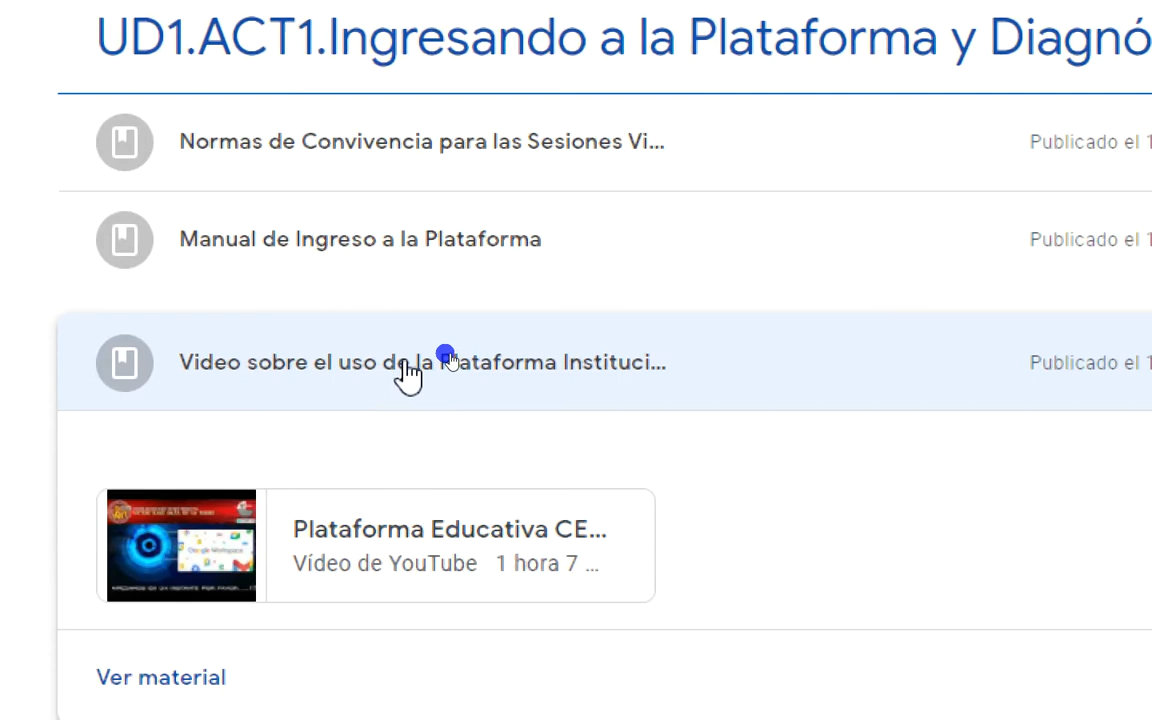 UD1.ACT1.Ingresando a la Plataforma y Diagnó
Normas de Convivencia para las Sesiones Vi...
Publicado el 1
Manual de Ingreso a la Plataforma
Publicado el 1
Video sobre el uso de la Plataforma Instituci...
Publicado el 1
Plataforma Educativa CE...
Vídeo de YouTube 1 hora 7 ...
Google Workspace
Ver material